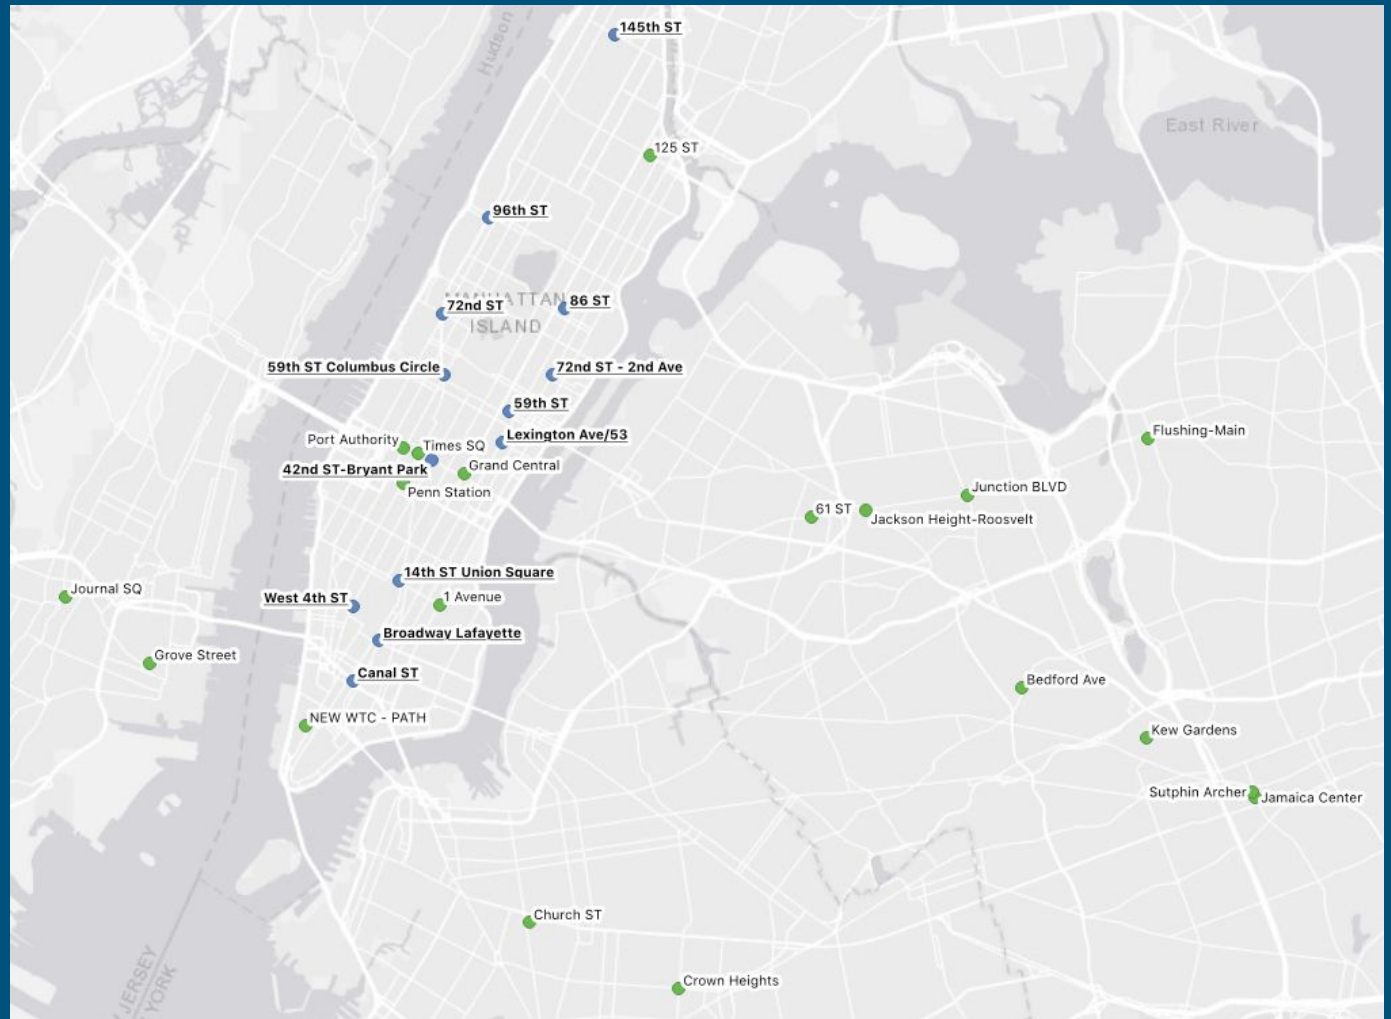 145th ST
Hudson
East River
125 ST
96th ST
MANHATTAN
ISLAND
72nd ST
86 ST
59th ST Columbus Circle
72nd ST - 2nd Ave
59th ST
Lexington Ave/53
Port Authority
Times SQ
42nd ST-Bryant Park
Grand Central
Penn Station
Flushing-Main
Junction BLVD
61 ST
Jackson Height-Roosvelt
14th ST Union Square
Journal SQ
West 4th ST
1 Avenue
Broadway Lafayette
Grove Street
Canal ST
Bedford Ave
NEW WTC - PATH
Kew Gardens
Sutphin Archer
Jamaica Center
Church ST
Crown Heights
JERSEY
YORK